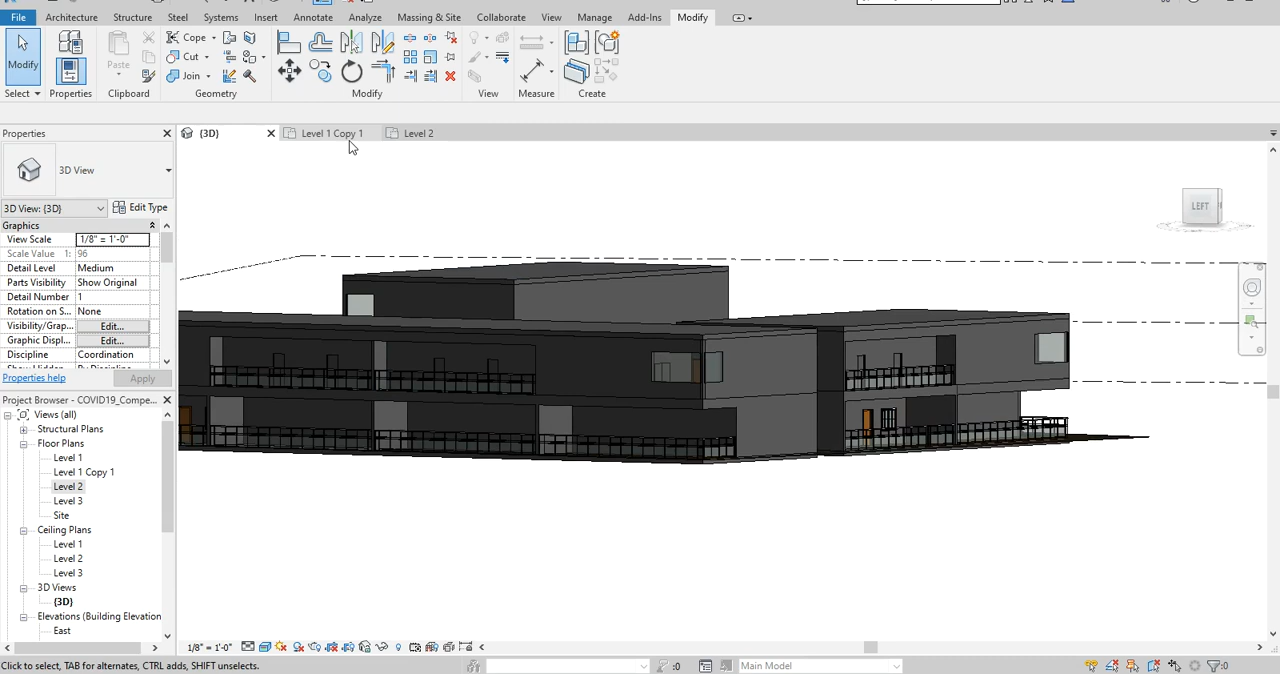 File Architecture Structure Steel Systems Insert Annotate Analyze Massing & Site Collaborate View Manage Add-Ins Modify
Modify Paste Cope Cut Join
Select Properties Clipboard Geometry Modify View Measure Create
Properties {3D} Level 1 Copy 1 Level 2
3D View
3D View: {3D} Edit Type
Graphics
View Scale 1/8" = 1'-0"
Scale Value 1: 96
Detail Level Medium
Parts Visibility Show Original
Detail Number 1
Rotation on S... None
Visibility/Grap... Edit...
Graphic Displ... Edit...
Discipline Coordination
Properties help Apply
Project Browser - COVID19_Compe...
Views (all)
Structural Plans
Floor Plans
Level 1
Level 1 Copy 1
Level 2
Level 3
Site
Ceiling Plans
Level 1
Level 2
Level 3
3D Views
{3D}
Elevations (Building Elevation
East
LEFT
1/8" = 1'-0"
Click to select, TAB for alternates, CTRL adds, SHIFT unselects. :0 Main Model :0